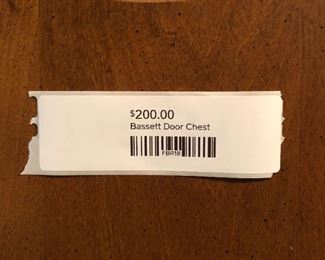 $200.00
Bassett Door Chest
FBR18